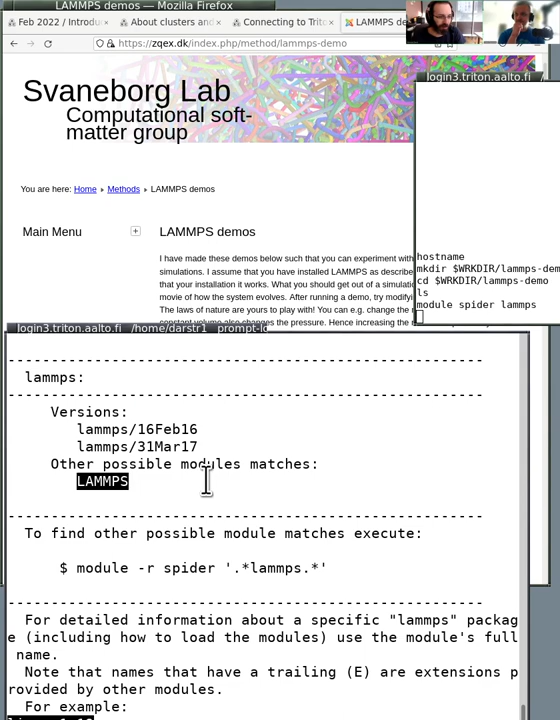 LAMMPS demos — Mozilla Firefox
Feb 2022 / Introdu
About clusters and
Connecting to Trito
LAMMPS de
https://zqex.dk/index.php/method/lammps-demo
login3.triton.aalto.fi
Svaneborg Lab
Computational soft-
matter group
You are here: Home ▸ Methods ▸ LAMMPS demos
Main Menu
LAMMPS demos
I have made these demos below such that you can experiment with
simulations. I assume that you have installed LAMMPS as describe
that your installation it works. What you should get out of a simulati
movie of how the system evolves. After running a demo, try modifyi
The laws of nature are yours to play with! You can e.g. change the
constant volume also changes the pressure. Hence increasing the
hostname
mkdir $WRKDIR/lammps-dem
cd $WRKDIR/lammps-demo
ls
module spider lammps
login3.triton.aalto.fi /home/darstr1 prompt-lo
lammps:
Versions:
lammps/16Feb16
lammps/31Mar17
Other possible modules matches:
LAMMPS
To find other possible module matches execute:
$ module -r spider '.*lammps.*'
For detailed information about a specific "lammps" packag
e (including how to load the modules) use the module's full
name.
Note that names that have a trailing (E) are extensions p
rovided by other modules.
For example: